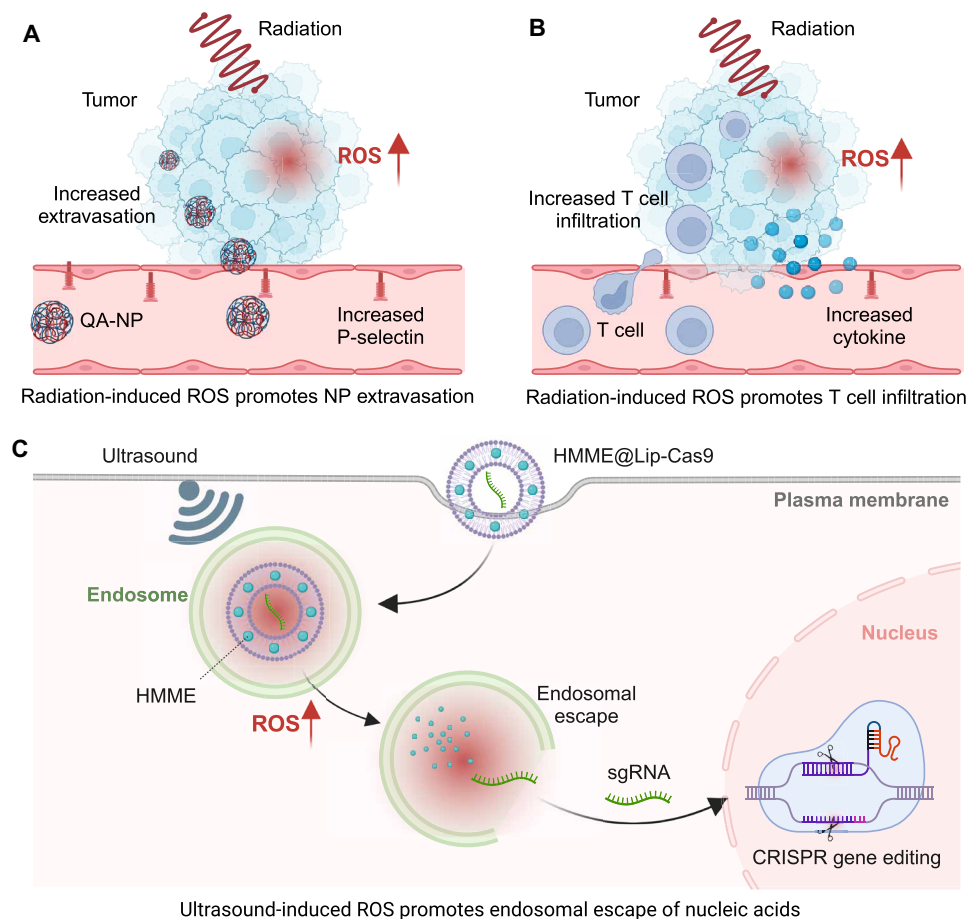 A
Radiation
Tumor
ROS
Increased
extravasation
QA-NP
Increased
P-selectin
Radiation-induced ROS promotes NP extravasation
B
Radiation
Tumor
ROS
Increased T cell
infiltration
T cell
Increased
cytokine
Radiation-induced ROS promotes T cell infiltration
C
Ultrasound
HMME@Lip-Cas9
Plasma membrane
Endosome
Nucleus
HMME
ROS
Endosomal
escape
sgRNA
CRISPR gene editing
Ultrasound-induced ROS promotes endosomal escape of nucleic acids